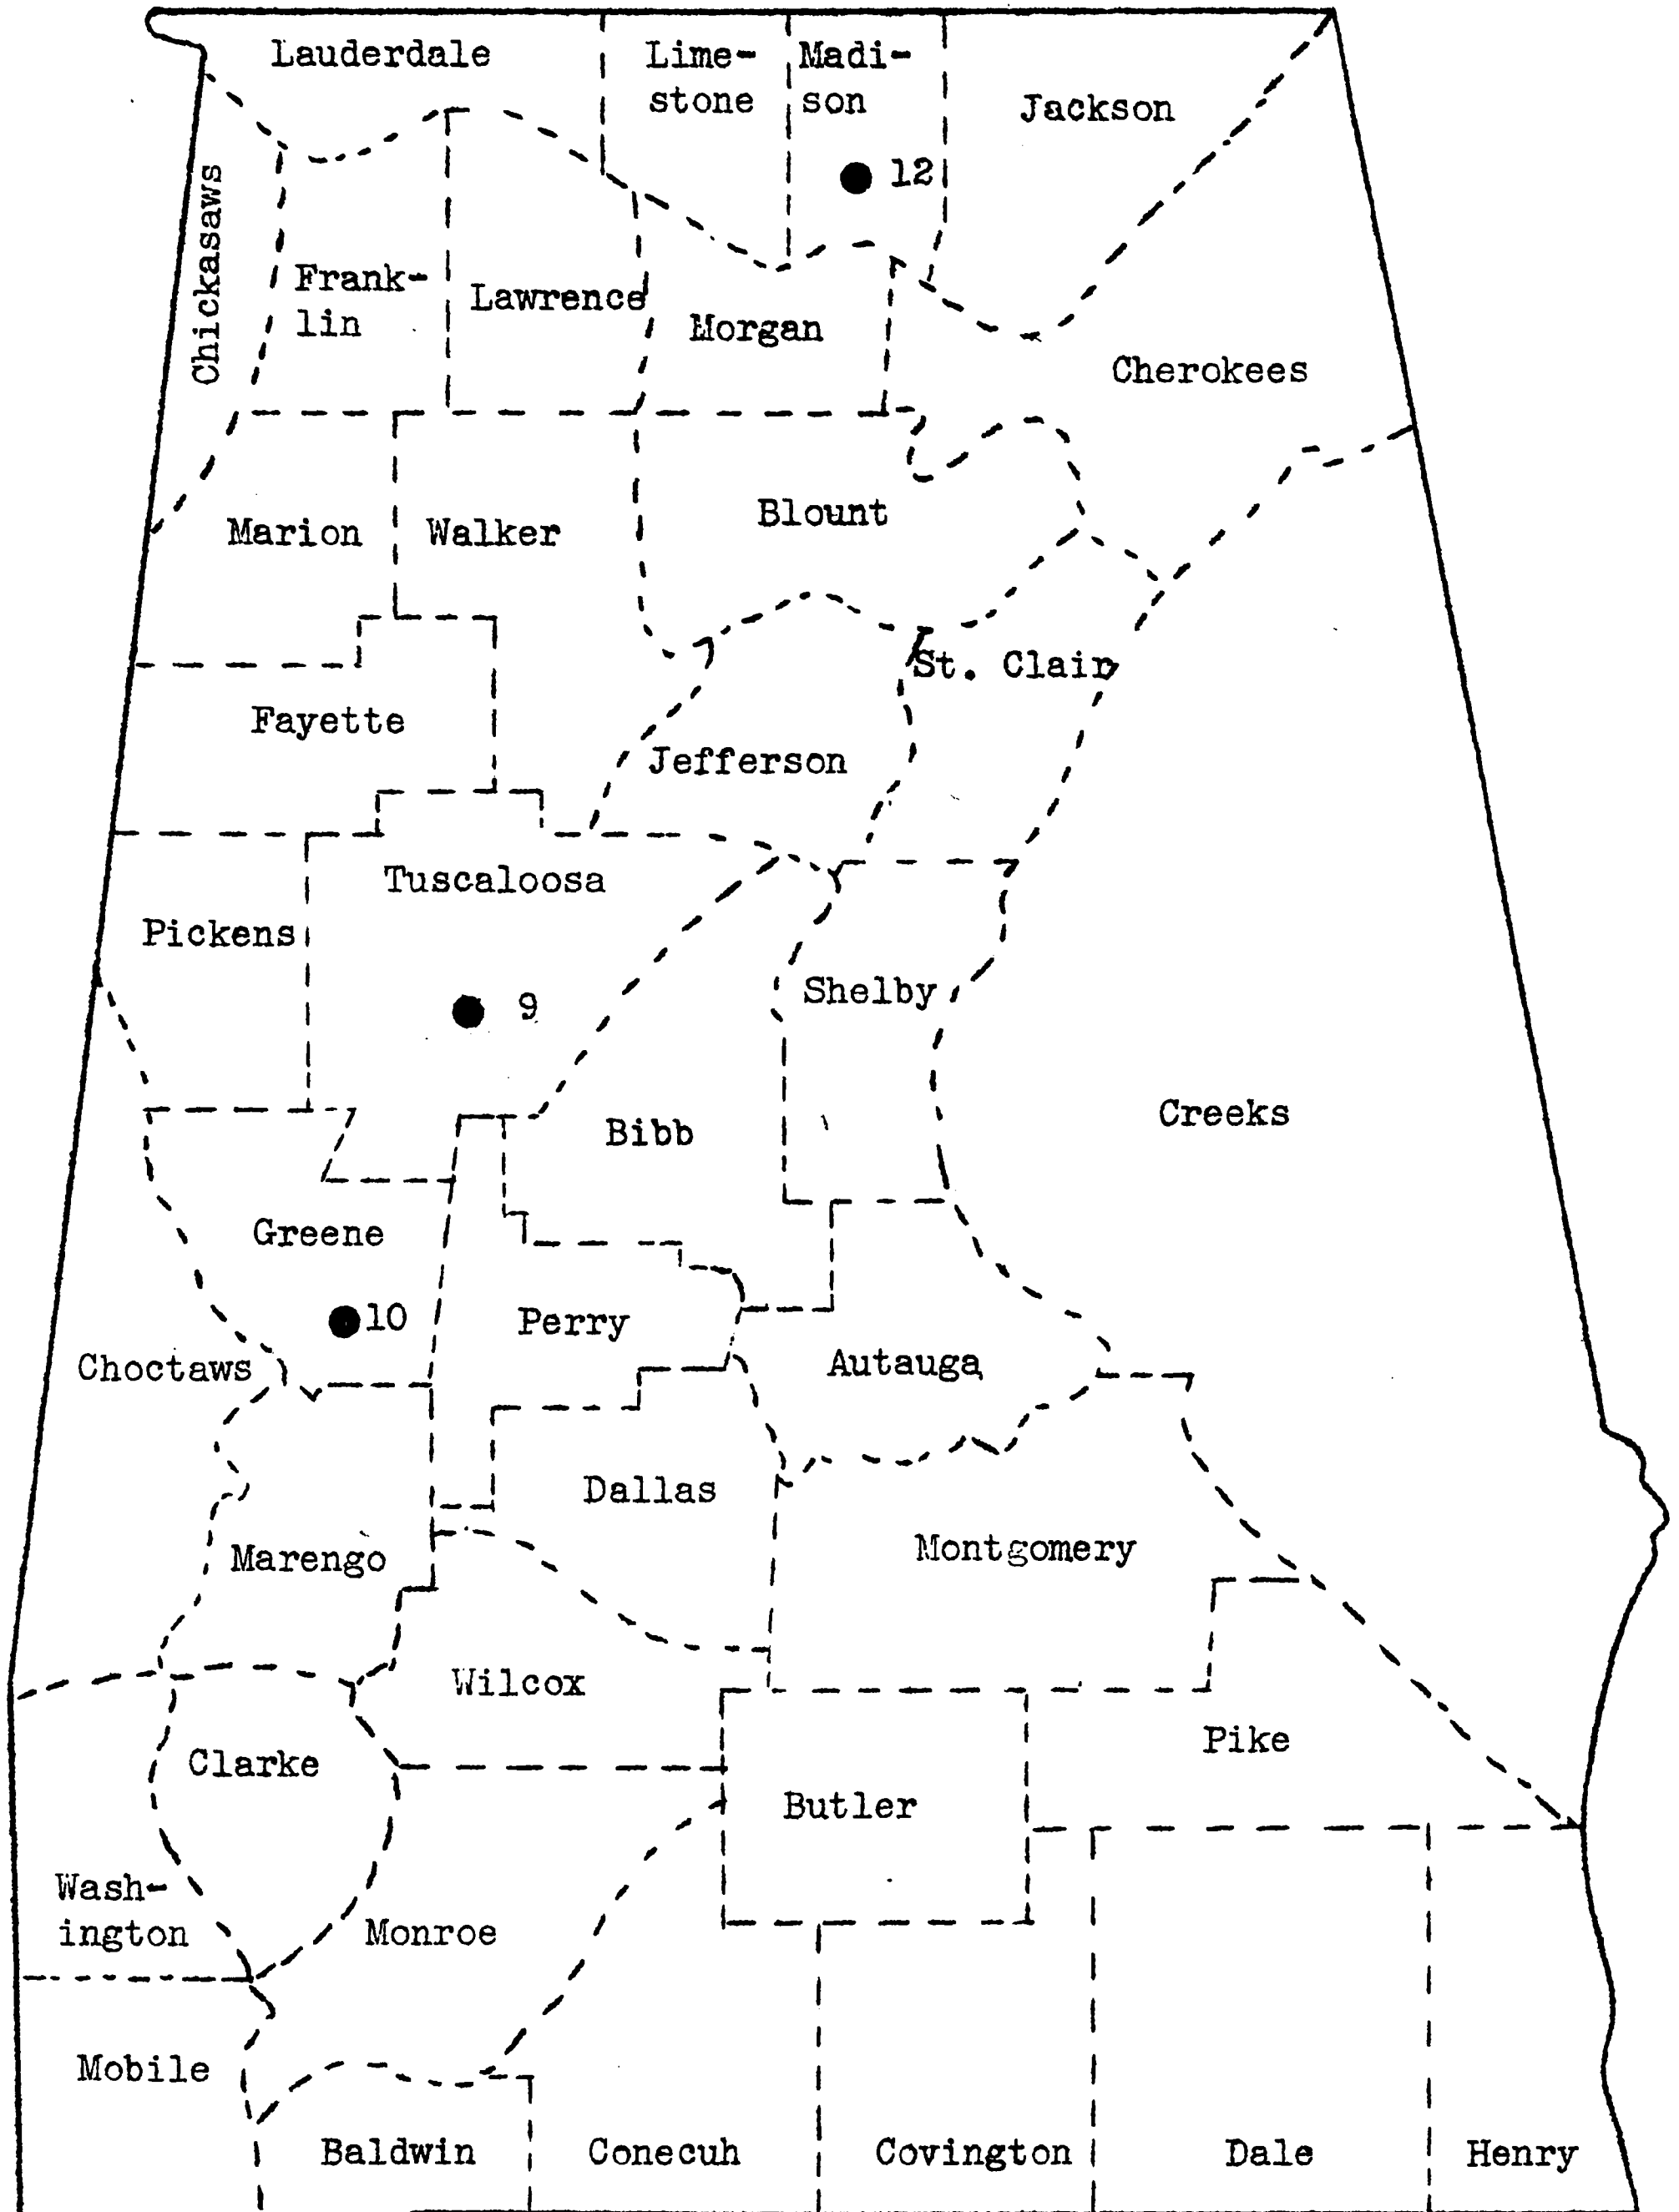 Lauderdale
Lime-
stone
Madi-
son
Jackson
12
Chickasaws
Frank-
lin
Lawrence
Morgan
Cherokees
Marion
Walker
Blount
St. Clair
Fayette
Jefferson
Tuscaloosa
Pickens
Shelby
9
Creeks
Bibb
Greene
10
Perry
Choctaws
Autauga
Dallas
Montgomery
Marengo
Wilcox
Pike
Clarke
Butler
Wash-
ington
Monroe
Mobile
Baldwin
Conecuh
Covington
Dale
Henry